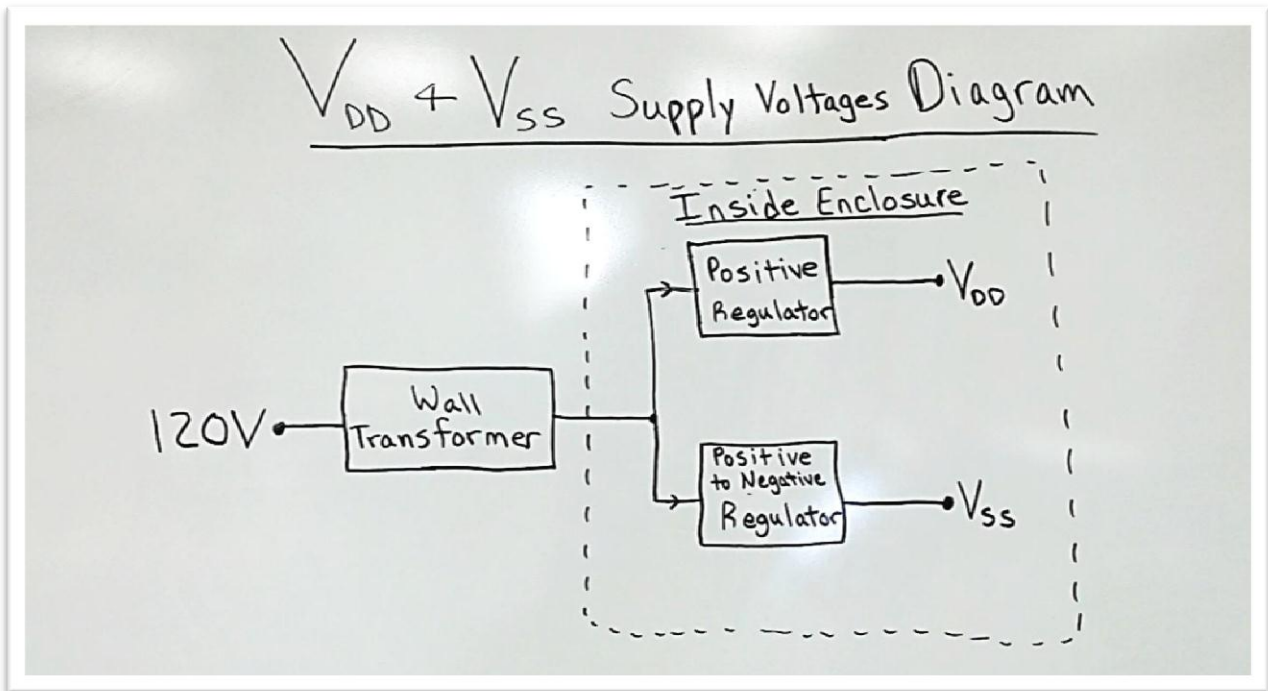 VDD + VSS Supply Voltages Diagram
Inside Enclosure
Positive
Regulator
VDD
120V
Wall
Transformer
Positive
to Negative
Regulator
VSS